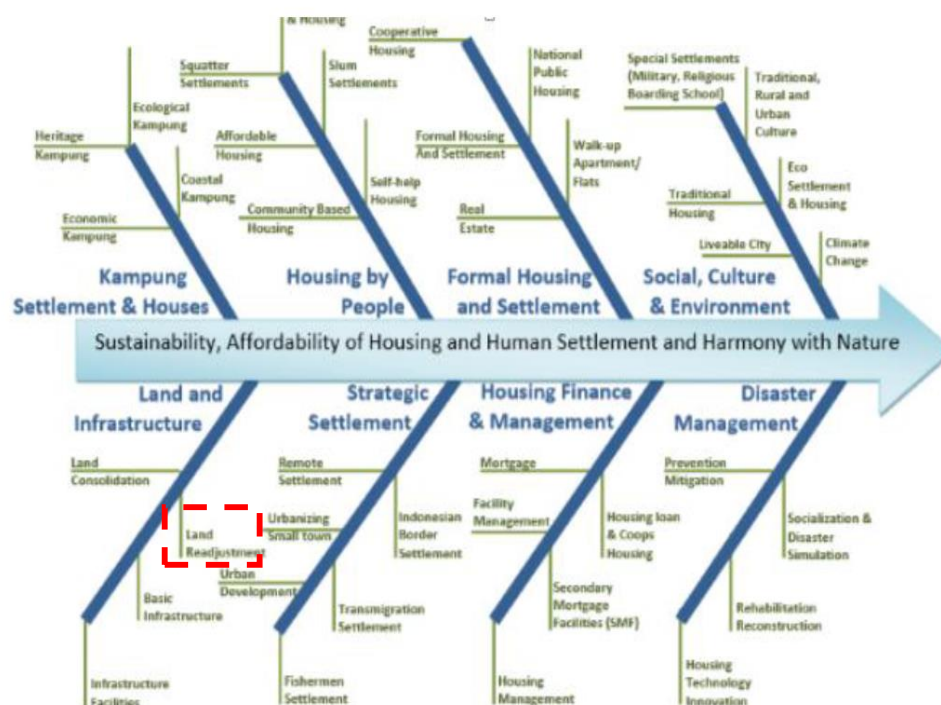 & Housing
Cooperative
Housing
National
Public
Housing
Special Settlements
(Military, Religious
Boarding School)
Traditional,
Rural and
Urban
Culture
Squatter
Settlements
Slum
Settlements
Ecological
Kampung
Heritage
Kampung
Affordable
Housing
Formal Housing
And Settlement
Walk-up
Apartment/
Flats
Coastal
Kampung
Self-help
Housing
Eco
Settlement
& Housing
Traditional
Housing
Economic
Kampung
Community Based
Housing
Real
Estate
Liveable City
Climate
Change
Kampung
Settlement & Houses
Housing by
People
Formal Housing
and Settlement
Social, Culture
& Environment
Sustainability, Affordability of Housing and Human Settlement and Harmony with Nature
Land and
Infrastructure
Strategic
Settlement
Housing Finance
& Management
Disaster
Management
Land
Consolidation
Remote
Settlement
Mortgage
Prevention
Mitigation
Land
Readjustment
Urbanizing
Small town
Indonesian
Border
Settlement
Facility
Management
Housing loan
& Coops
Housing
Socialization &
Disaster
Simulation
Urban
Development
Basic
Infrastructure
Transmigration
Settlement
Secondary
Mortgage
Facilities (SMF)
Rehabilitation
Reconstruction
Infrastructure
Facilities
Fishermen
Settlement
Housing
Management
Housing
Technology
Innovation